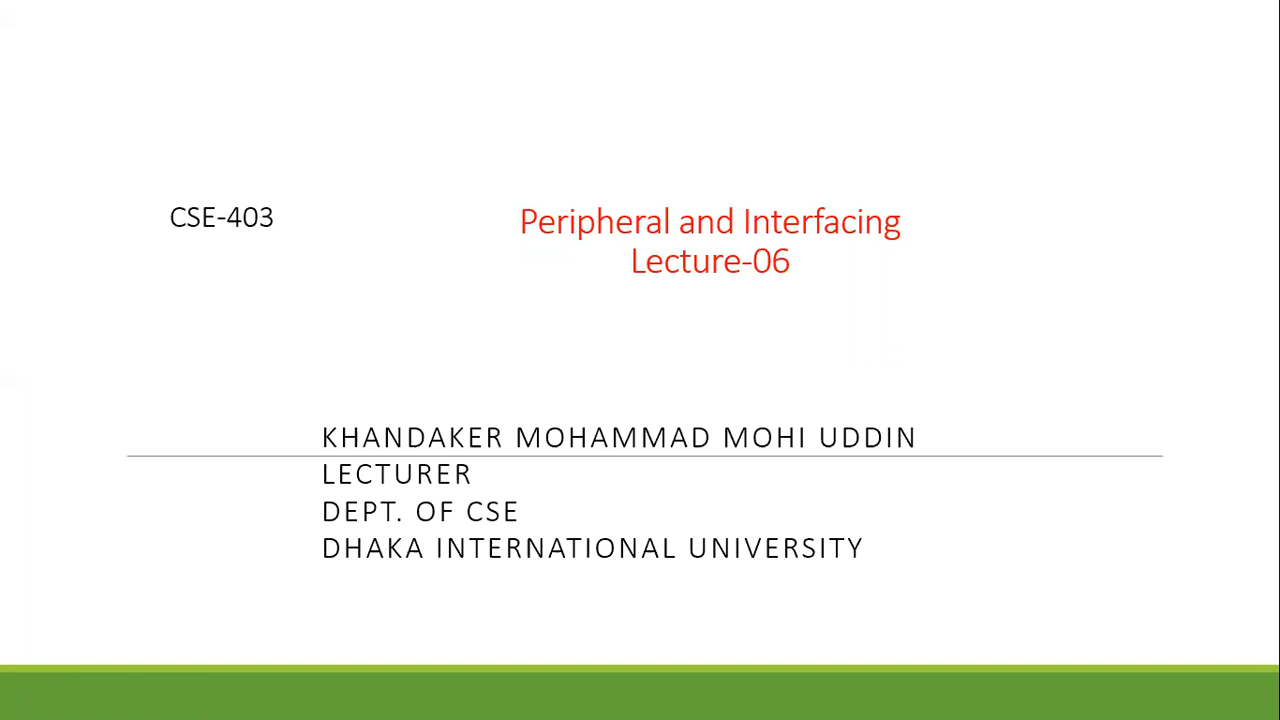 CSE-403
Peripheral and Interfacing
Lecture-06
KHANDAKER MOHAMMAD MOHI UDDIN
LECTURER
DEPT. OF CSE
DHAKA INTERNATIONAL UNIVERSITY